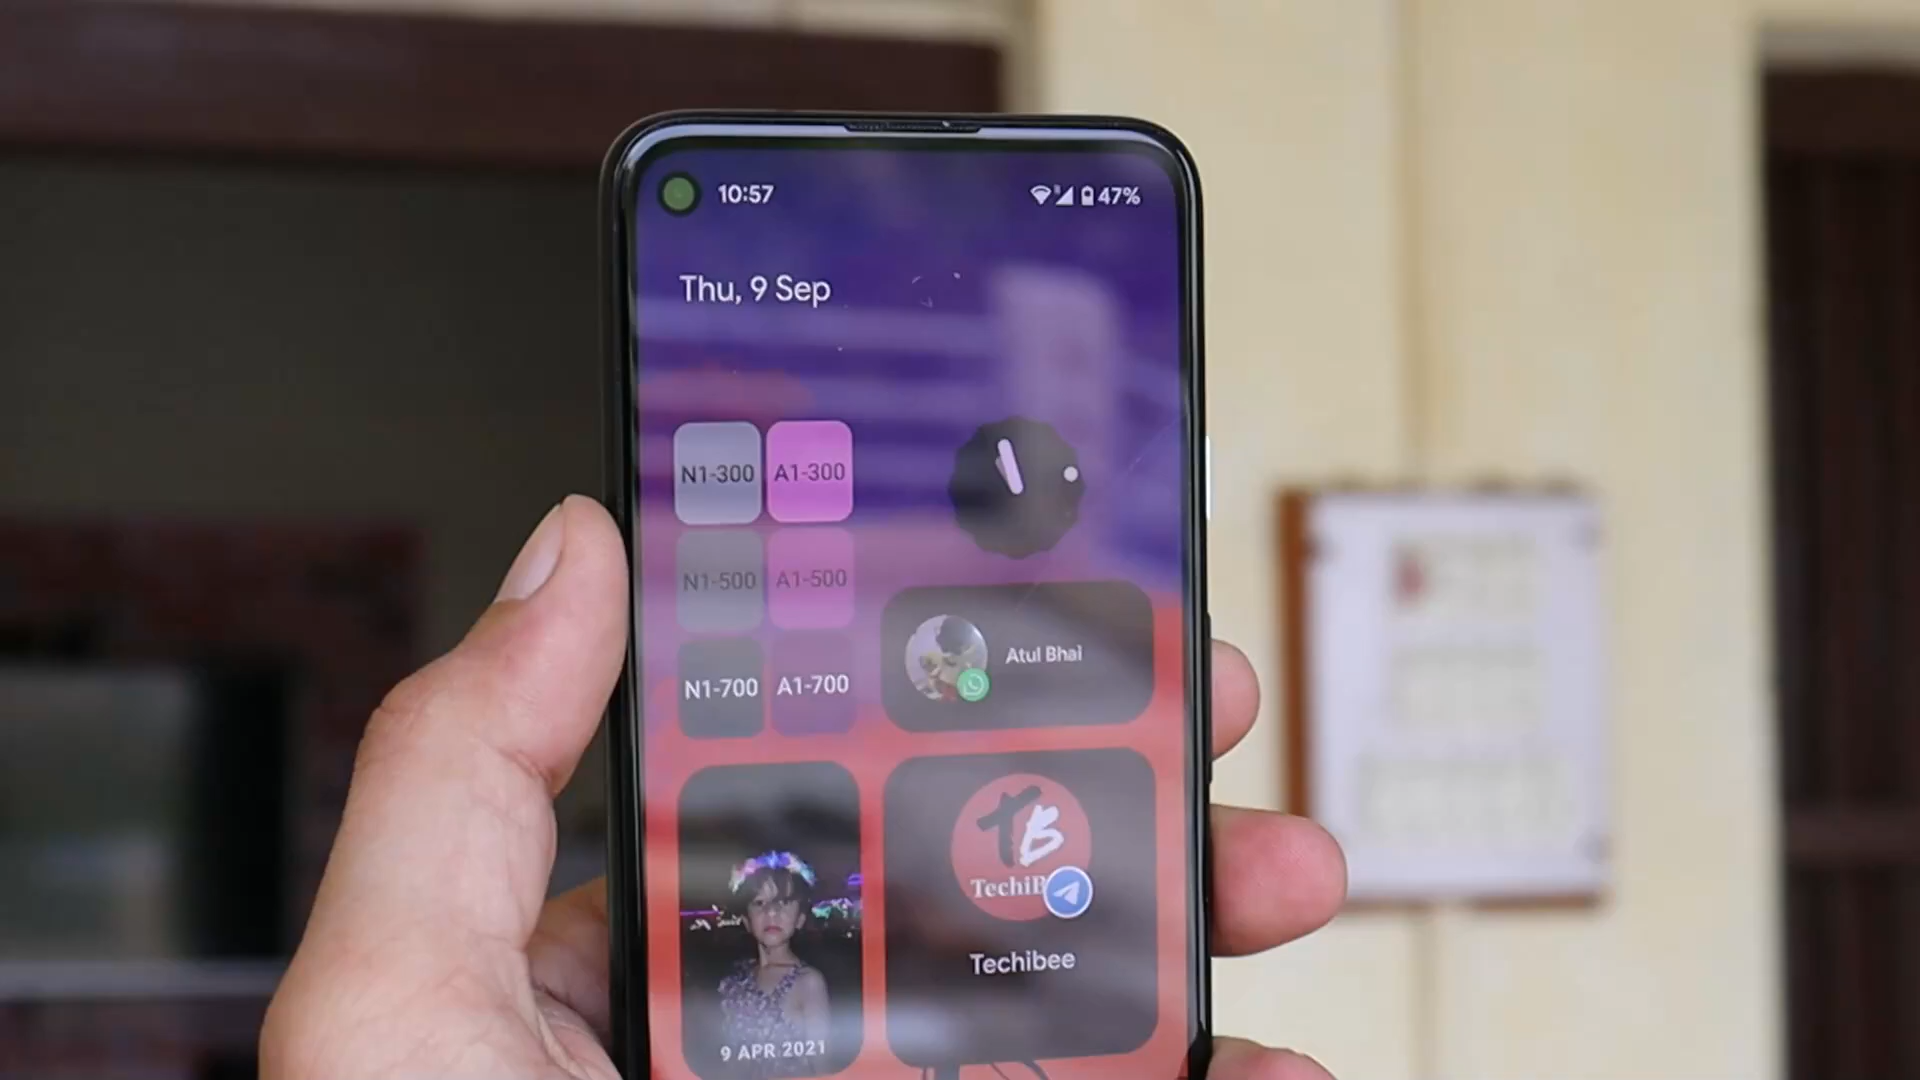 10:57
47%
Thu, 9 Sep
N1-300 A1-300
N1-500 A1-500
N1-700 A1-700
Atul Bhai
TB
TechiB
Techibee
9 APR 2021